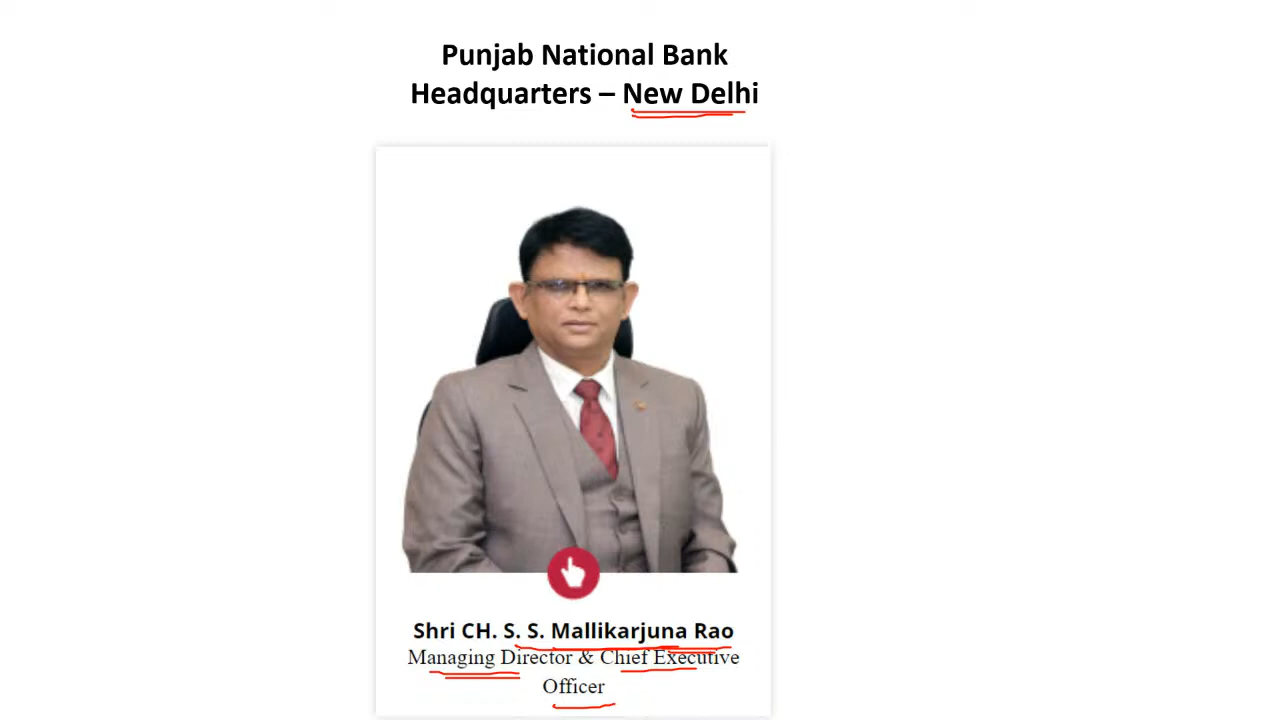 Punjab National Bank
Headquarters – New Delhi
Shri CH. S. S. Mallikarjuna Rao
Managing Director & Chief Executive
Officer